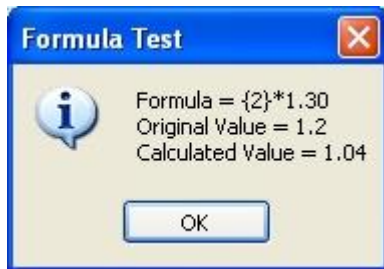 Formula Test
Formula = {2}*1.30
Original Value = 1.2
Calculated Value = 1.04
OK